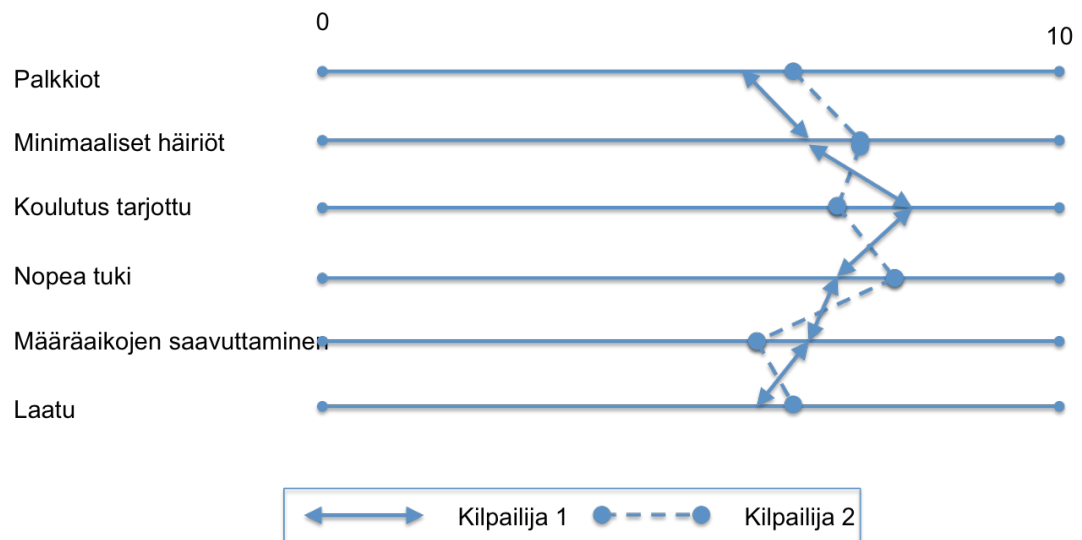 0
10
Palkkiot
Minimaaliset häiriöt
Koulutus tarjottu
Nopea tuki
Määräaikojen saavuttaminen
Laatu
Kilpailija 1
Kilpailija 2